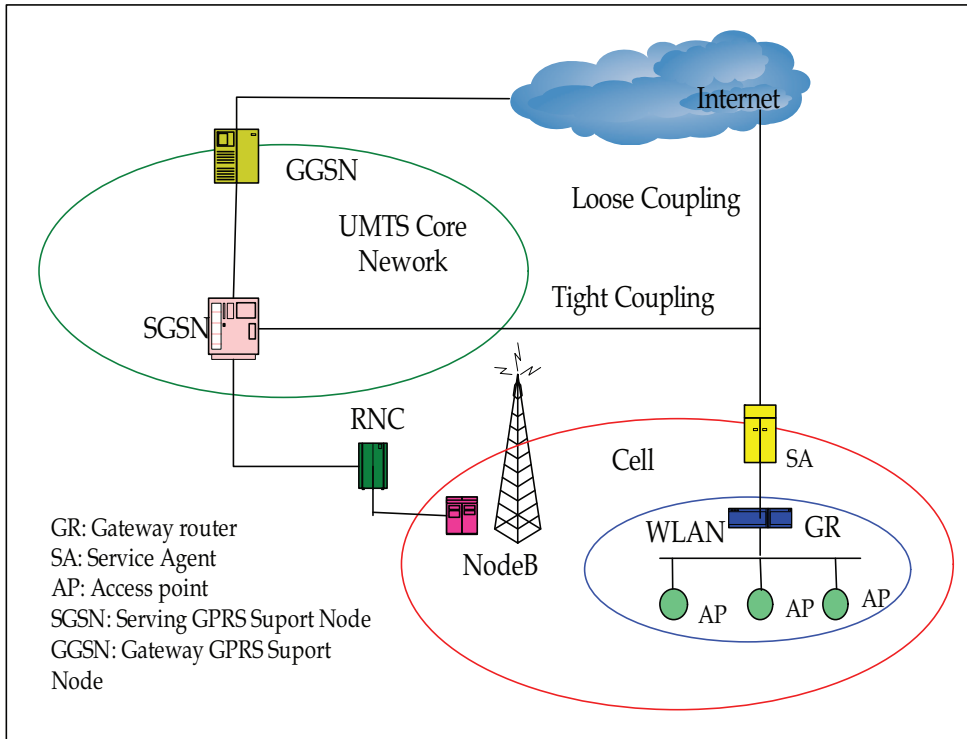 Internet
GGSN
Loose Coupling
UMTS Core
Nework
Tight Coupling
SGSN
RNC
Cell
SA
WLAN
GR
NodeB
AP
AP
AP
GR: Gateway router
SA: Service Agent
AP: Access point
SGSN: Serving GPRS Suport Node
GGSN: Gateway GPRS Suport
Node